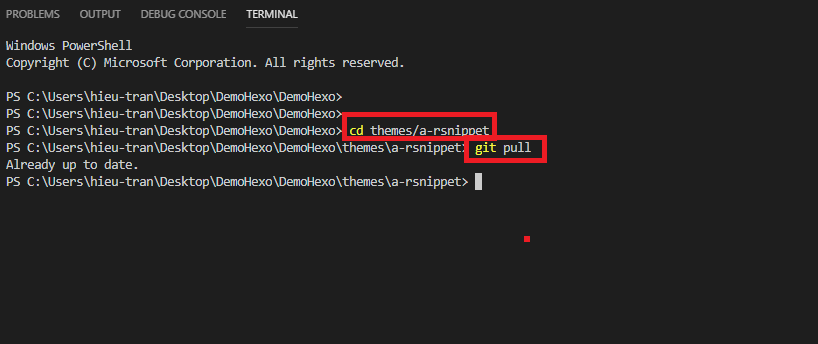 PROBLEMS OUTPUT DEBUG CONSOLE TERMINAL
Windows PowerShell
Copyright (C) Microsoft Corporation. All rights reserved.
PS C:\Users\hieu-tran\Desktop\DemoHexo\DemoHexo>
PS C:\Users\hieu-tran\Desktop\DemoHexo\DemoHexo>
PS C:\Users\hieu-tran\Desktop\DemoHexo\DemoHexo> cd themes/a-rsnippet
PS C:\Users\hieu-tran\Desktop\DemoHexo\DemoHexo\themes\a-rsnippet> git pull
Already up to date.
PS C:\Users\hieu-tran\Desktop\DemoHexo\DemoHexo\themes\a-rsnippet>